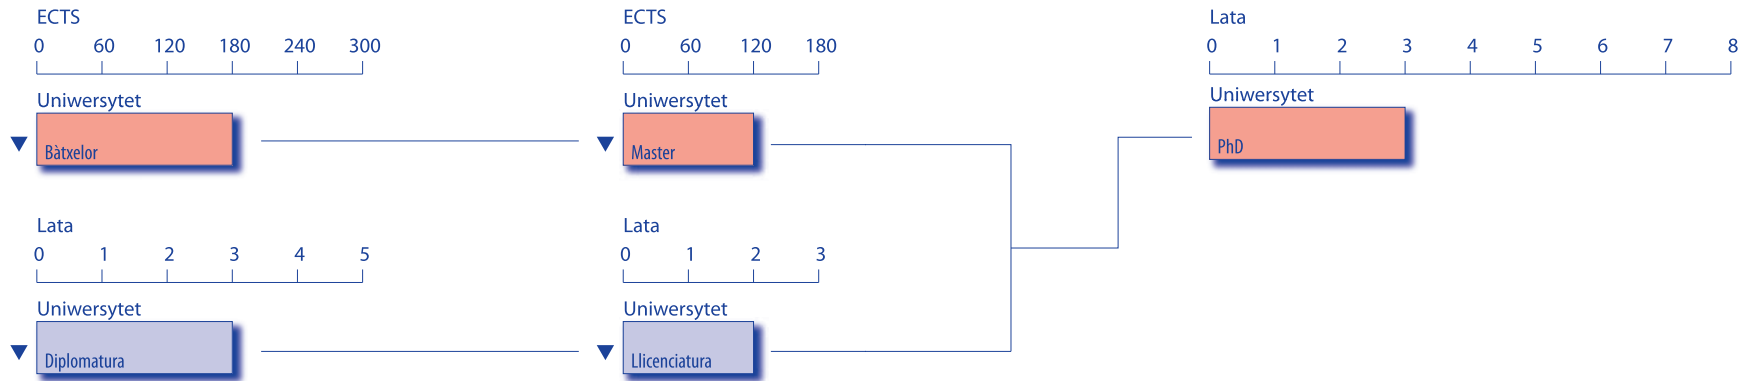 ECTS
0 60 120 180 240 300
Uniwersytet
Bàtxelor
ECTS
0 60 120 180
Uniwersytet
Master
Lata
0 1 2 3 4 5 6 7 8
Uniwersytet
PhD
Lata
0 1 2 3 4 5
Uniwersytet
Diplomatura
Lata
0 1 2 3
Uniwersytet
Llicenciatura